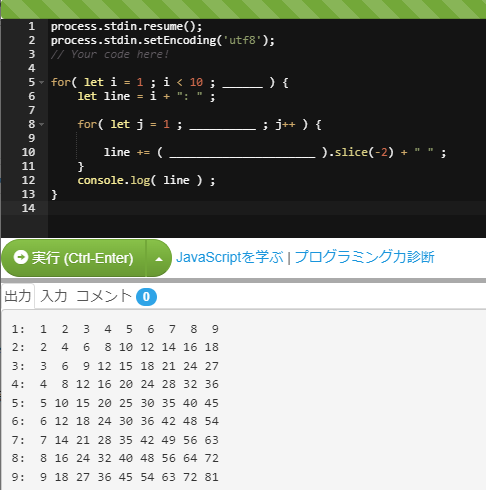 1 process.stdin.resume();
2 process.stdin.setEncoding('utf8');
3 // Your code here!
4
5 for( let i = 1 ; i < 10 ; ______ ) {
6     let line = i + ": " ;
7
8     for( let j = 1 ; __________ ; j++ ) {
9
10         line += ( ______________________ ).slice(-2) + " " ;
11     }
12     console.log( line ) ;
13 }
14
実行 (Ctrl-Enter) JavaScriptを学ぶ | プログラミング力診断
出力 入力 コメント 0
1:  1  2  3  4  5  6  7  8  9
2:  2  4  6  8 10 12 14 16 18
3:  3  6  9 12 15 18 21 24 27
4:  4  8 12 16 20 24 28 32 36
5:  5 10 15 20 25 30 35 40 45
6:  6 12 18 24 30 36 42 48 54
7:  7 14 21 28 35 42 49 56 63
8:  8 16 24 32 40 48 56 64 72
9:  9 18 27 36 45 54 63 72 81